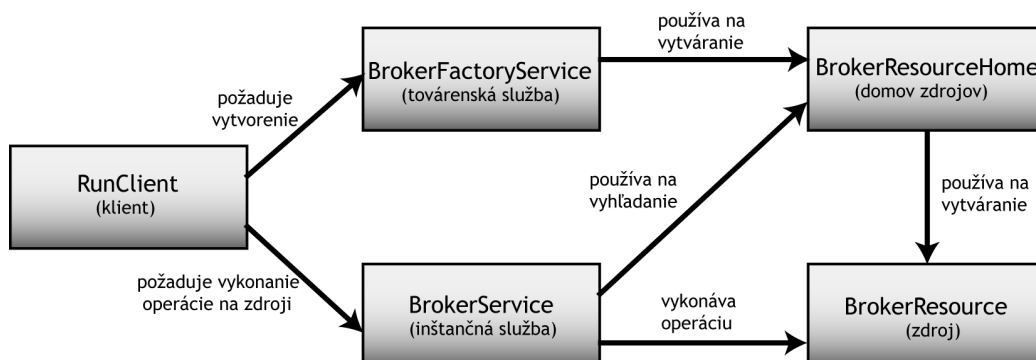 používa na
vytváranie
BrokerFactoryService
(továrenská služba)
BrokerResourceHome
(domov zdrojov)
požaduje
vytvorenie
RunClient
(klient)
používa na
vyhľadanie
používa na
vytváranie
požaduje vykonanie
operácie na zdroji
BrokerService
(inštančná služba)
vykonáva
operáciu
BrokerResource
(zdroj)